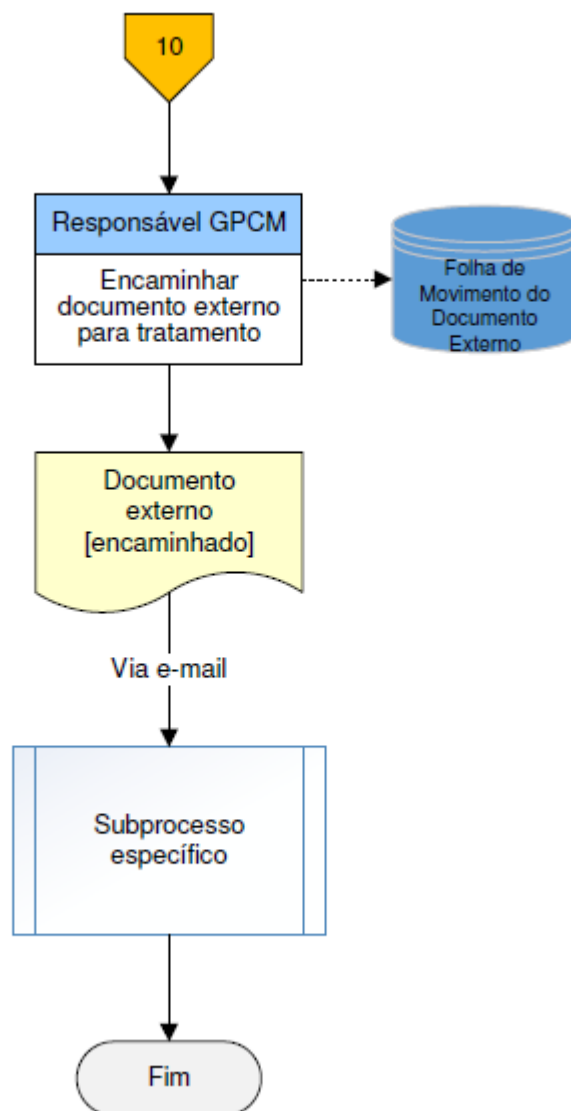 10
Responsável GPCM
Encaminhar
documento externo
para tratamento
Folha de
Movimento do
Documento
Externo
Documento
externo
[encaminhado]
Via e-mail
Subprocesso
específico
Fim